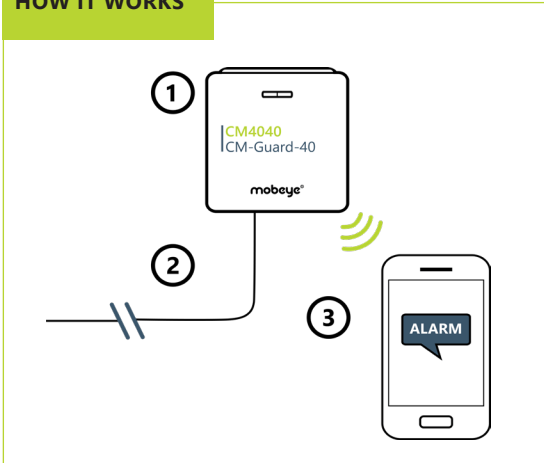 HOW IT WORKS
1
CM4040
CM-Guard-40
mobeye®
2
3
ALARM